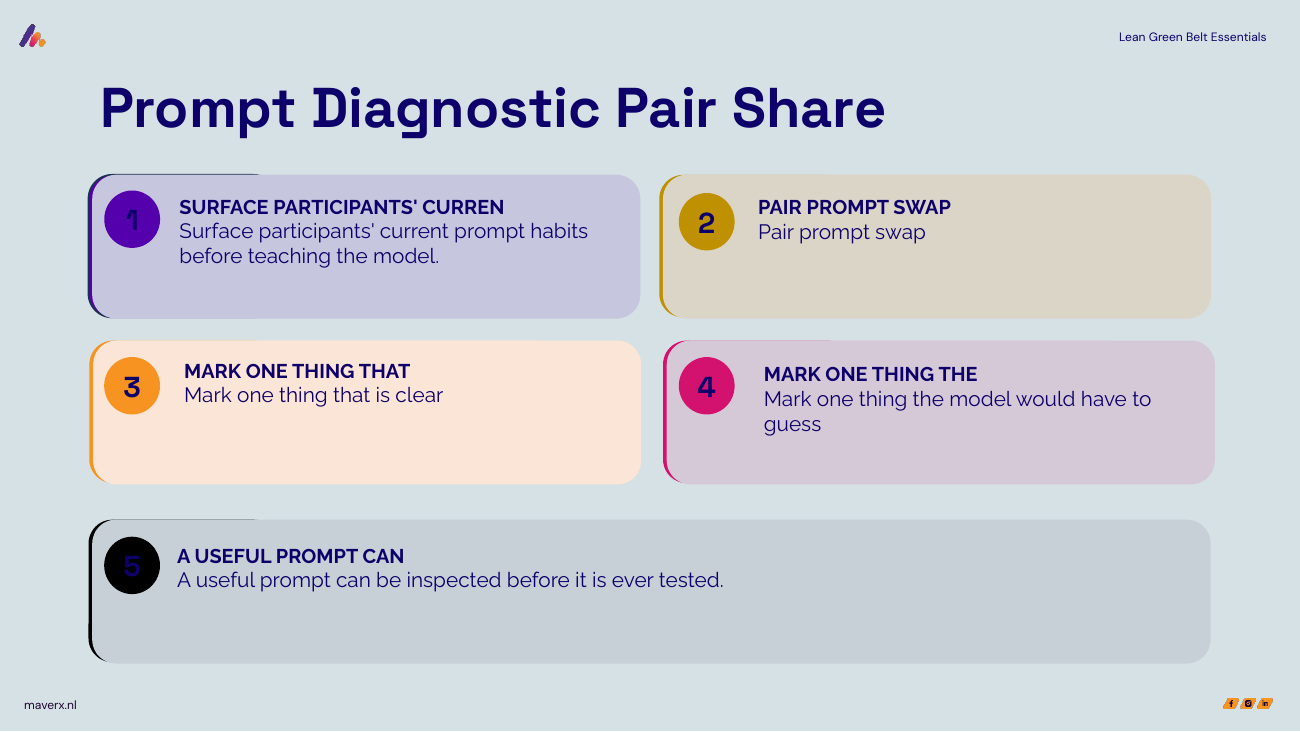 Lean Green Belt Essentials
Prompt Diagnostic Pair Share
1
SURFACE PARTICIPANTS' CURREN
Surface participants' current prompt habits
before teaching the model.
2
PAIR PROMPT SWAP
Pair prompt swap
3
MARK ONE THING THAT
Mark one thing that is clear
4
MARK ONE THING THE
Mark one thing the model would have to
guess
5
A USEFUL PROMPT CAN
A useful prompt can be inspected before it is ever tested.
maverx.nl